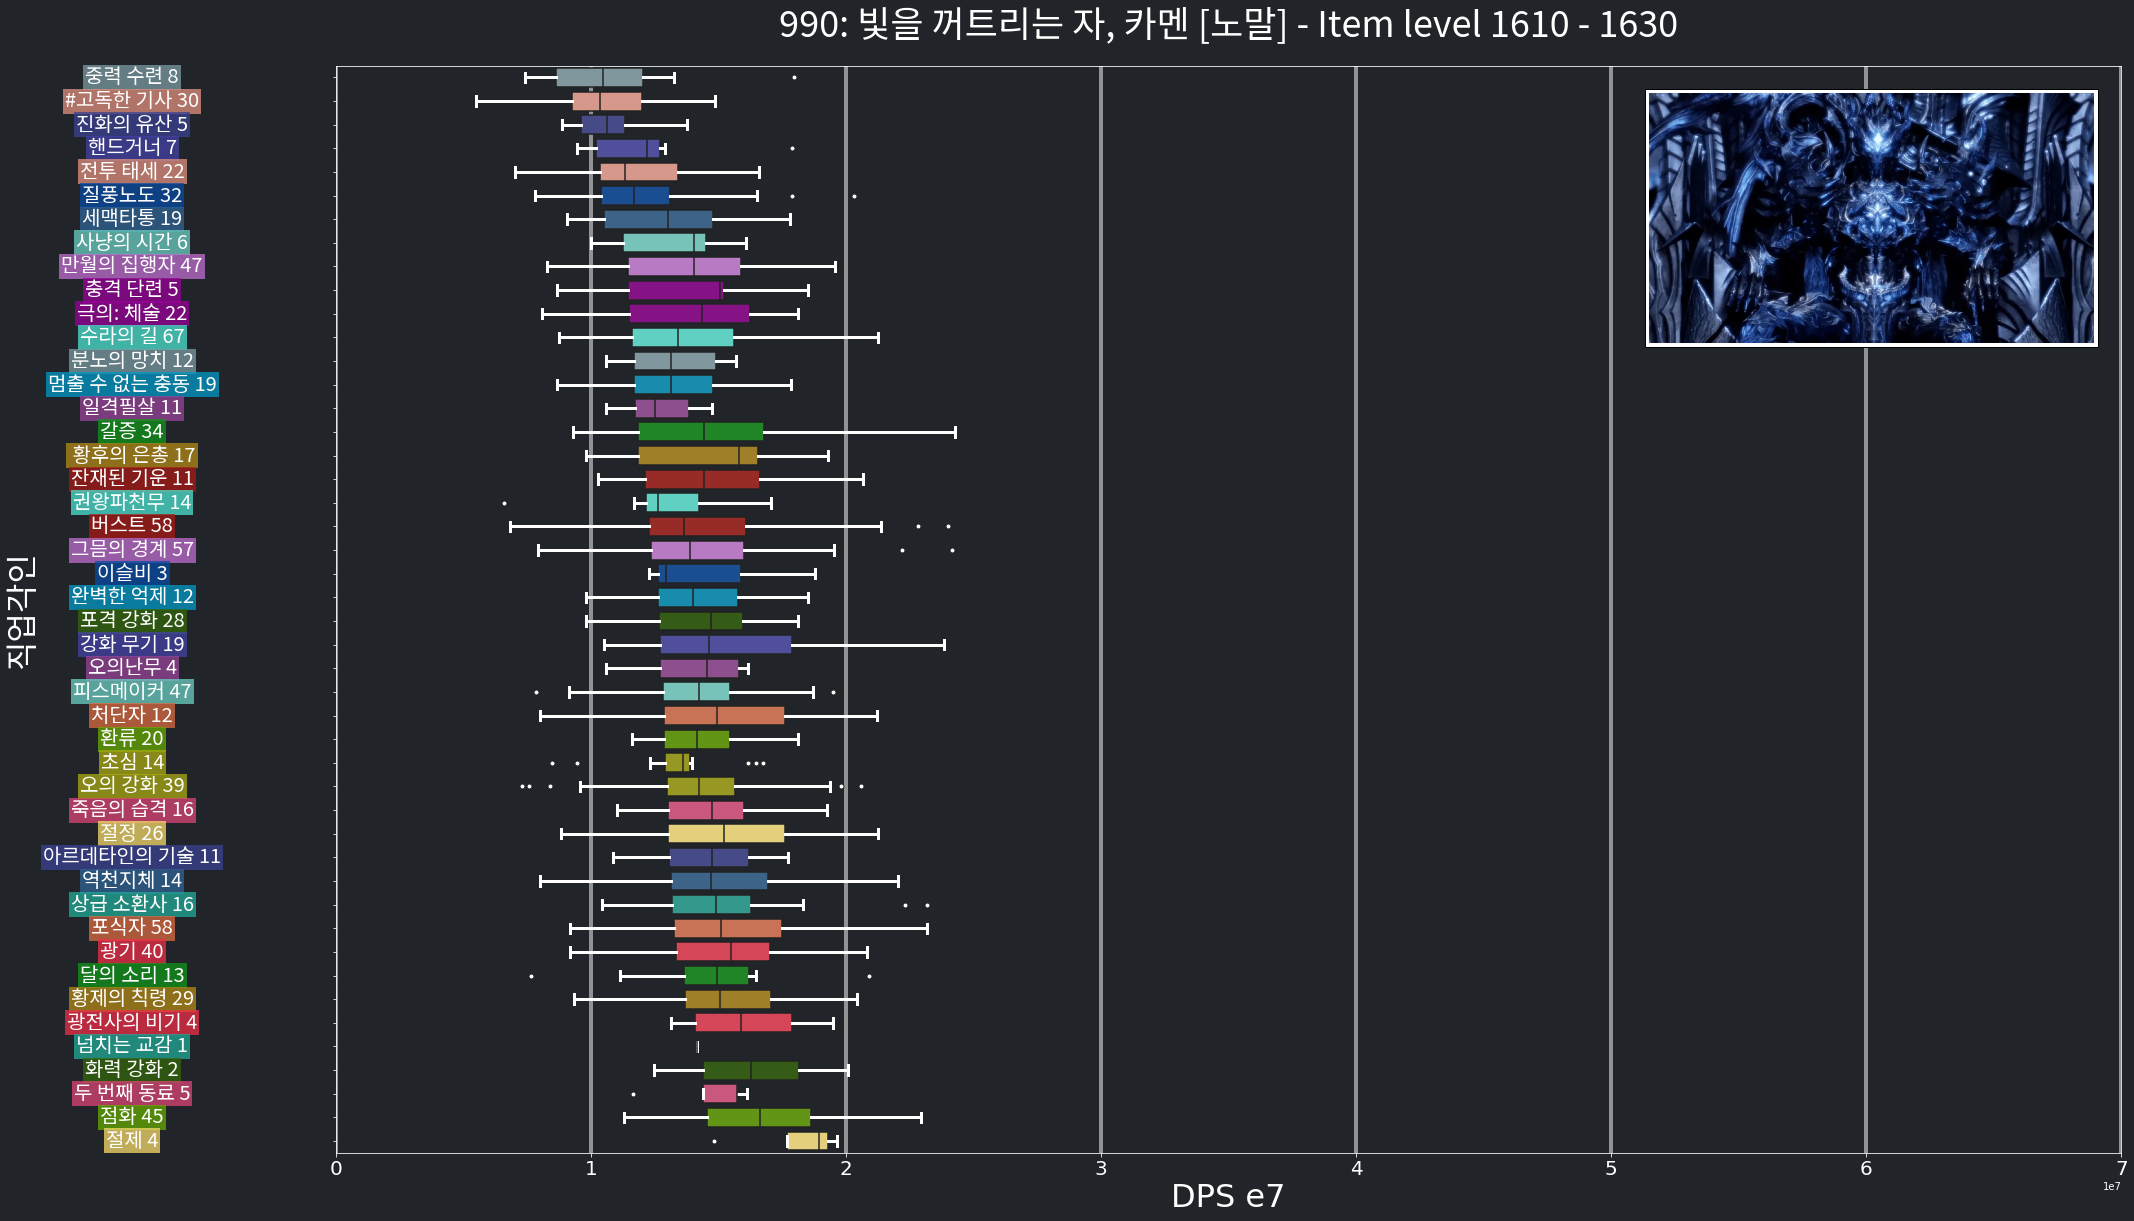 990: 빛을 꺼트리는 자, 카멘 [노말] - Item level 1610 - 1630
직업각인
중력 수련 8
#고독한 기사 30
진화의 유산 5
핸드거너 7
전투 태세 22
질풍노도 32
세맥타통 19
사냥의 시간 6
만월의 집행자 47
충격 단련 5
극의: 체술 22
수라의 길 67
분노의 망치 12
멈출 수 없는 충동 19
일격필살 11
갈증 34
황후의 은총 17
잔재된 기운 11
권왕파천무 14
버스트 58
그믐의 경계 57
이슬비 3
완벽한 억제 12
포격 강화 28
강화 무기 19
오의난무 4
피스메이커 47
처단자 12
환류 20
초심 14
오의 강화 39
죽음의 습격 16
절정 26
아르데타인의 기술 11
역천지체 14
상급 소환사 16
포식자 58
광기 40
달의 소리 13
황제의 칙령 29
광전사의 비기 4
넘치는 교감 1
화력 강화 2
두 번째 동료 5
점화 45
절제 4
0 1 2 3 4 5 6 7
1e7
DPS e7